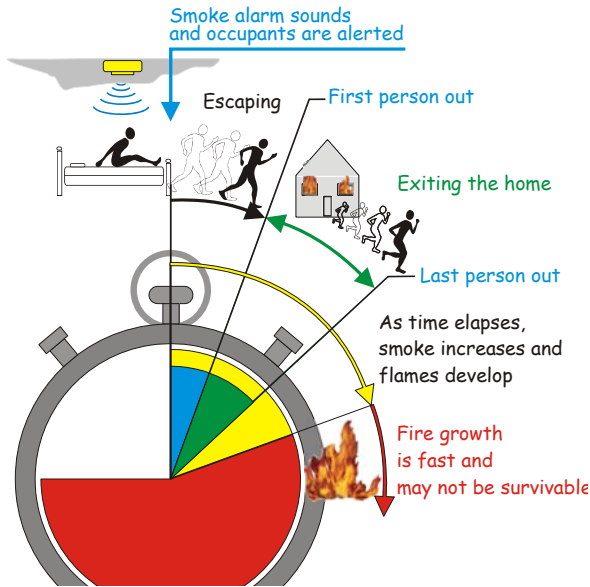 Smoke alarm sounds
and occupants are alerted
Escaping
First person out
Exiting the home
Last person out
As time elapses,
smoke increases and
flames develop
Fire growth
is fast and
may not be survivable